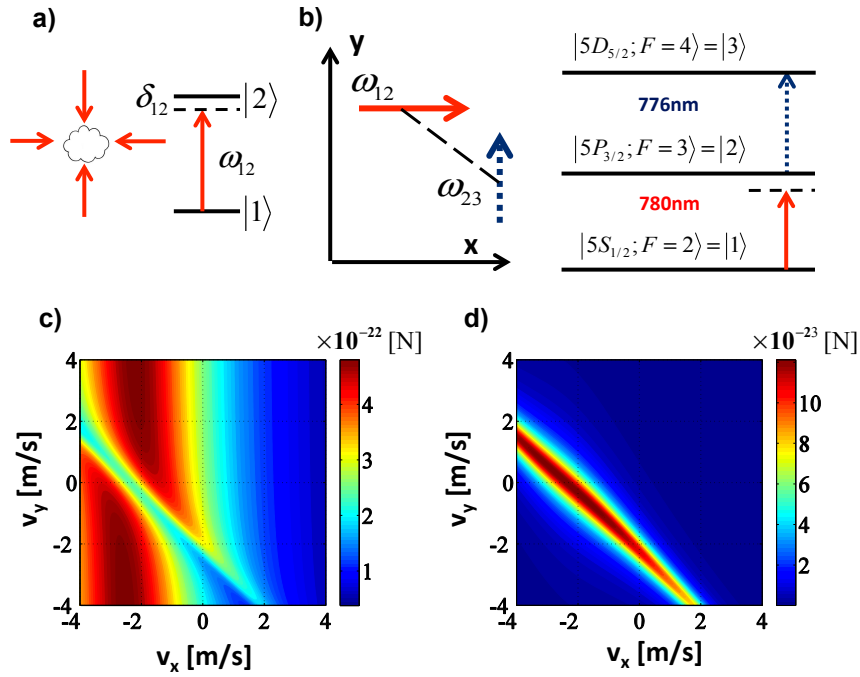 a)
δ12
|2⟩
ω12
|1⟩
b)
y
ω12
ω23
x
|5D5/2; F = 4⟩ = |3⟩
776nm
|5P3/2; F = 3⟩ = |2⟩
780nm
|5S1/2; F = 2⟩ = |1⟩
c)
×10-22 [N]
4
2
0
-2
-4
vy [m/s]
-4
-2
0
2
4
vx [m/s]
4
3
2
1
d)
×10-23 [N]
4
2
0
-2
-4
vy [m/s]
-4
-2
0
2
4
vx [m/s]
10
8
6
4
2
0